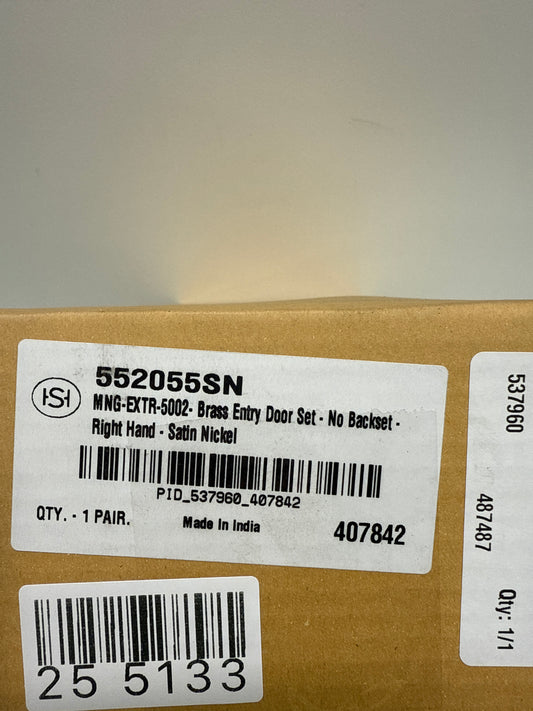 HS
552055SN
MNG-EXTR-5002- Brass Entry Door Set - No Backset -
Right Hand - Satin Nickel
PID_537960_407842
QTY. - 1 PAIR.
Made In India
407842
25 5133
537960
487487
Qty: 1/1